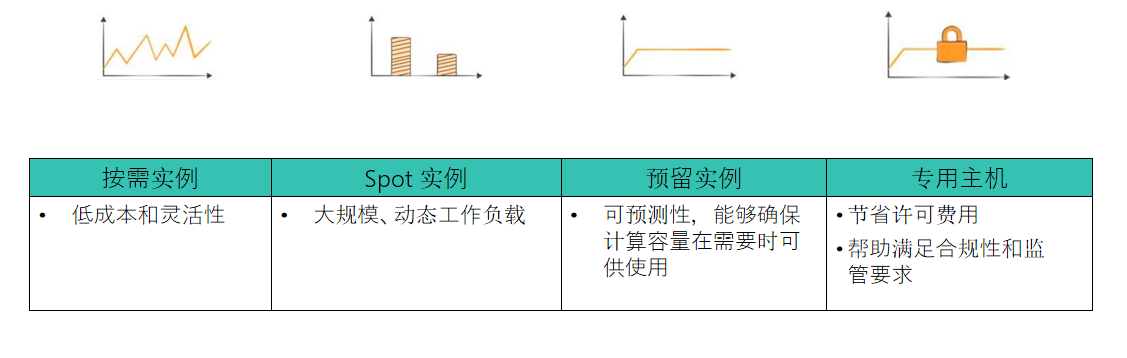 按需实例
Spot 实例
预留实例
专用主机
• 低成本和灵活性
• 大规模、动态工作负载
• 可预测性，能够确保
计算容量在需要时可
供使用
• 节省许可费用
• 帮助满足合规性和监
管要求